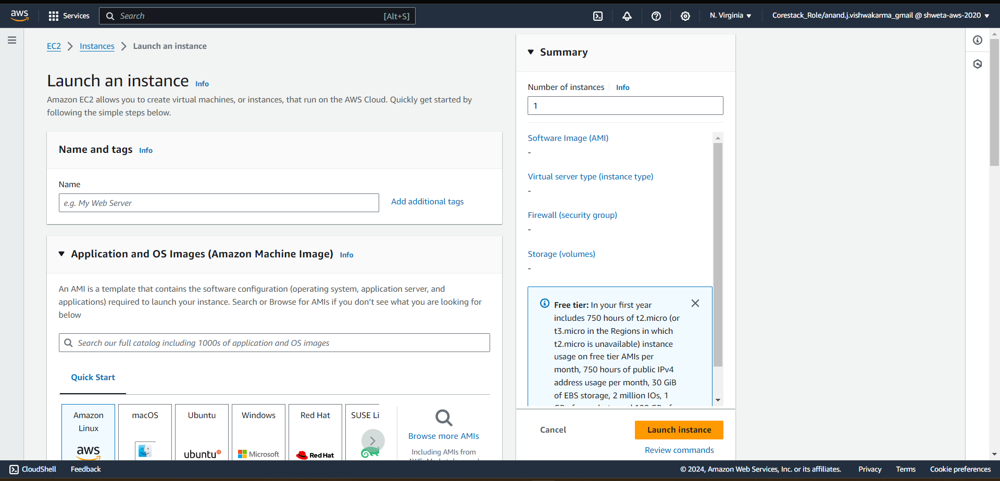 aws
Services
Search
[Alt+S]
N. Virginia
Corestack_Role/anand.j.vishwakarma_gmail @ shweta-aws-2020
EC2
Instances
Launch an instance
Launch an instance
Info
Amazon EC2 allows you to create virtual machines, or instances, that run on the AWS Cloud. Quickly get started by
following the simple steps below.
Name and tags
Info
Name
e.g. My Web Server
Add additional tags
Application and OS Images (Amazon Machine Image)
Info
An AMI is a template that contains the software configuration (operating system, application server, and
applications) required to launch your instance. Search or Browse for AMIs if you don’t see what you are looking for
below
Search our full catalog including 1000s of application and OS images
Quick Start
Amazon
Linux
aws
macOS
Ubuntu
ubuntu
Windows
Microsoft
Red Hat
Red Hat
SUSE Li
Browse more AMIs
Including AMIs from
Summary
Number of instances
Info
1
Software Image (AMI)
-
Virtual server type (instance type)
-
Firewall (security group)
-
Storage (volumes)
-
Free tier: In your first year
includes 750 hours of t2.micro (or
t3.micro in the Regions in which
t2.micro is unavailable) instance
usage on free tier AMIs per
month, 750 hours of public IPv4
address usage per month, 30 GiB
of EBS storage, 2 million IOs, 1
Cancel
Launch instance
Review commands
CloudShell
Feedback
© 2024, Amazon Web Services, Inc. or its affiliates.
Privacy
Terms
Cookie preferences